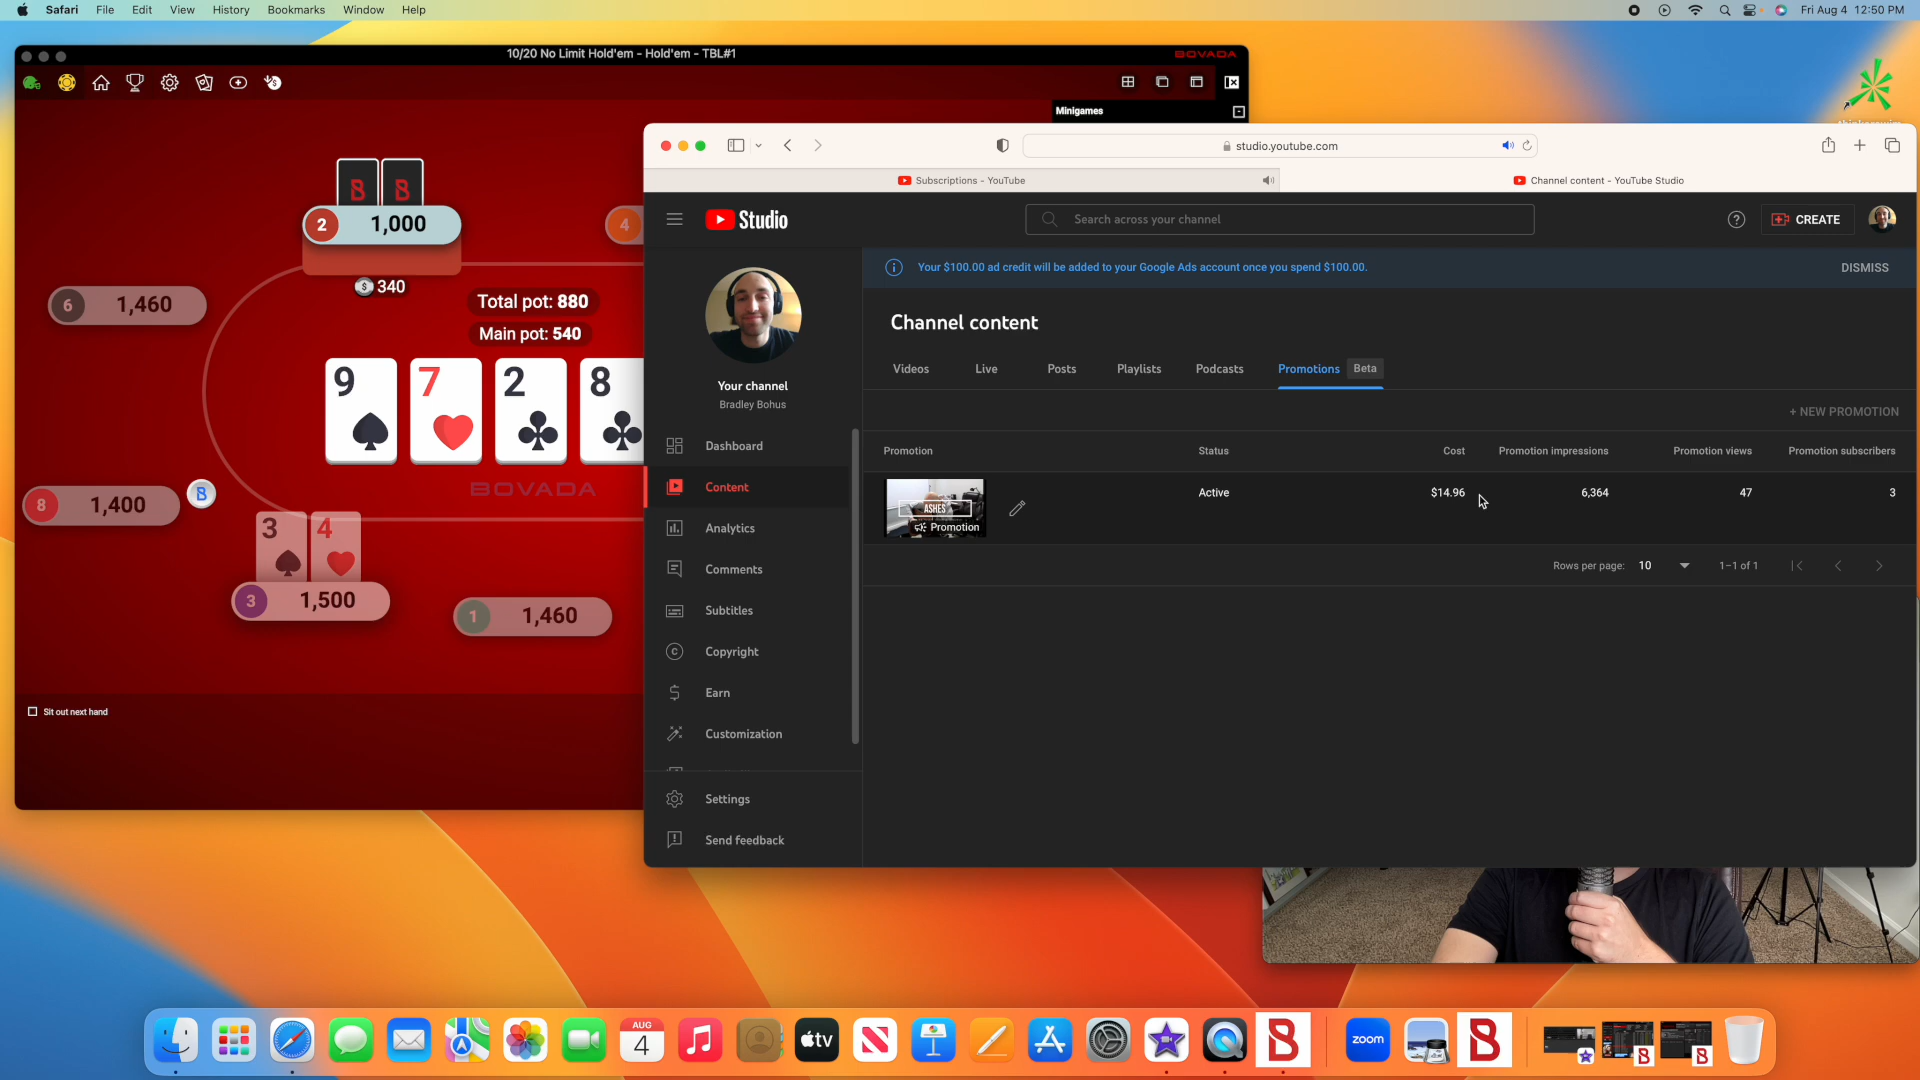 Safari File Edit View History Bookmarks Window Help
Fri Aug 4 12:50 PM
10/20 No Limit Hold'em - Hold'em - TBL#1
BOVADA
Minigames
2 1,000
4
340
6 1,460
Total pot: 880
Main pot: 540
9
7
2
8
BOVADA
8 1,400
B
3
4
3 1,500
1 1,460
Sit out next hand
studio.youtube.com
Subscriptions - YouTube
Channel content - YouTube Studio
Studio
Search across your channel
CREATE
Your $100.00 ad credit will be added to your Google Ads account once you spend $100.00.
DISMISS
Channel content
Videos Live Posts Playlists Podcasts Promotions Beta
+ NEW PROMOTION
Promotion Status Cost Promotion impressions Promotion views Promotion subscribers
ASHES
Promotion
Active $14.96 6,364 47 3
Rows per page: 10 1–1 of 1
Your channel
Bradley Bohus
Dashboard
Content
Analytics
Comments
Subtitles
Copyright
Earn
Customization
Settings
Send feedback
AUG
4
tv
zoom